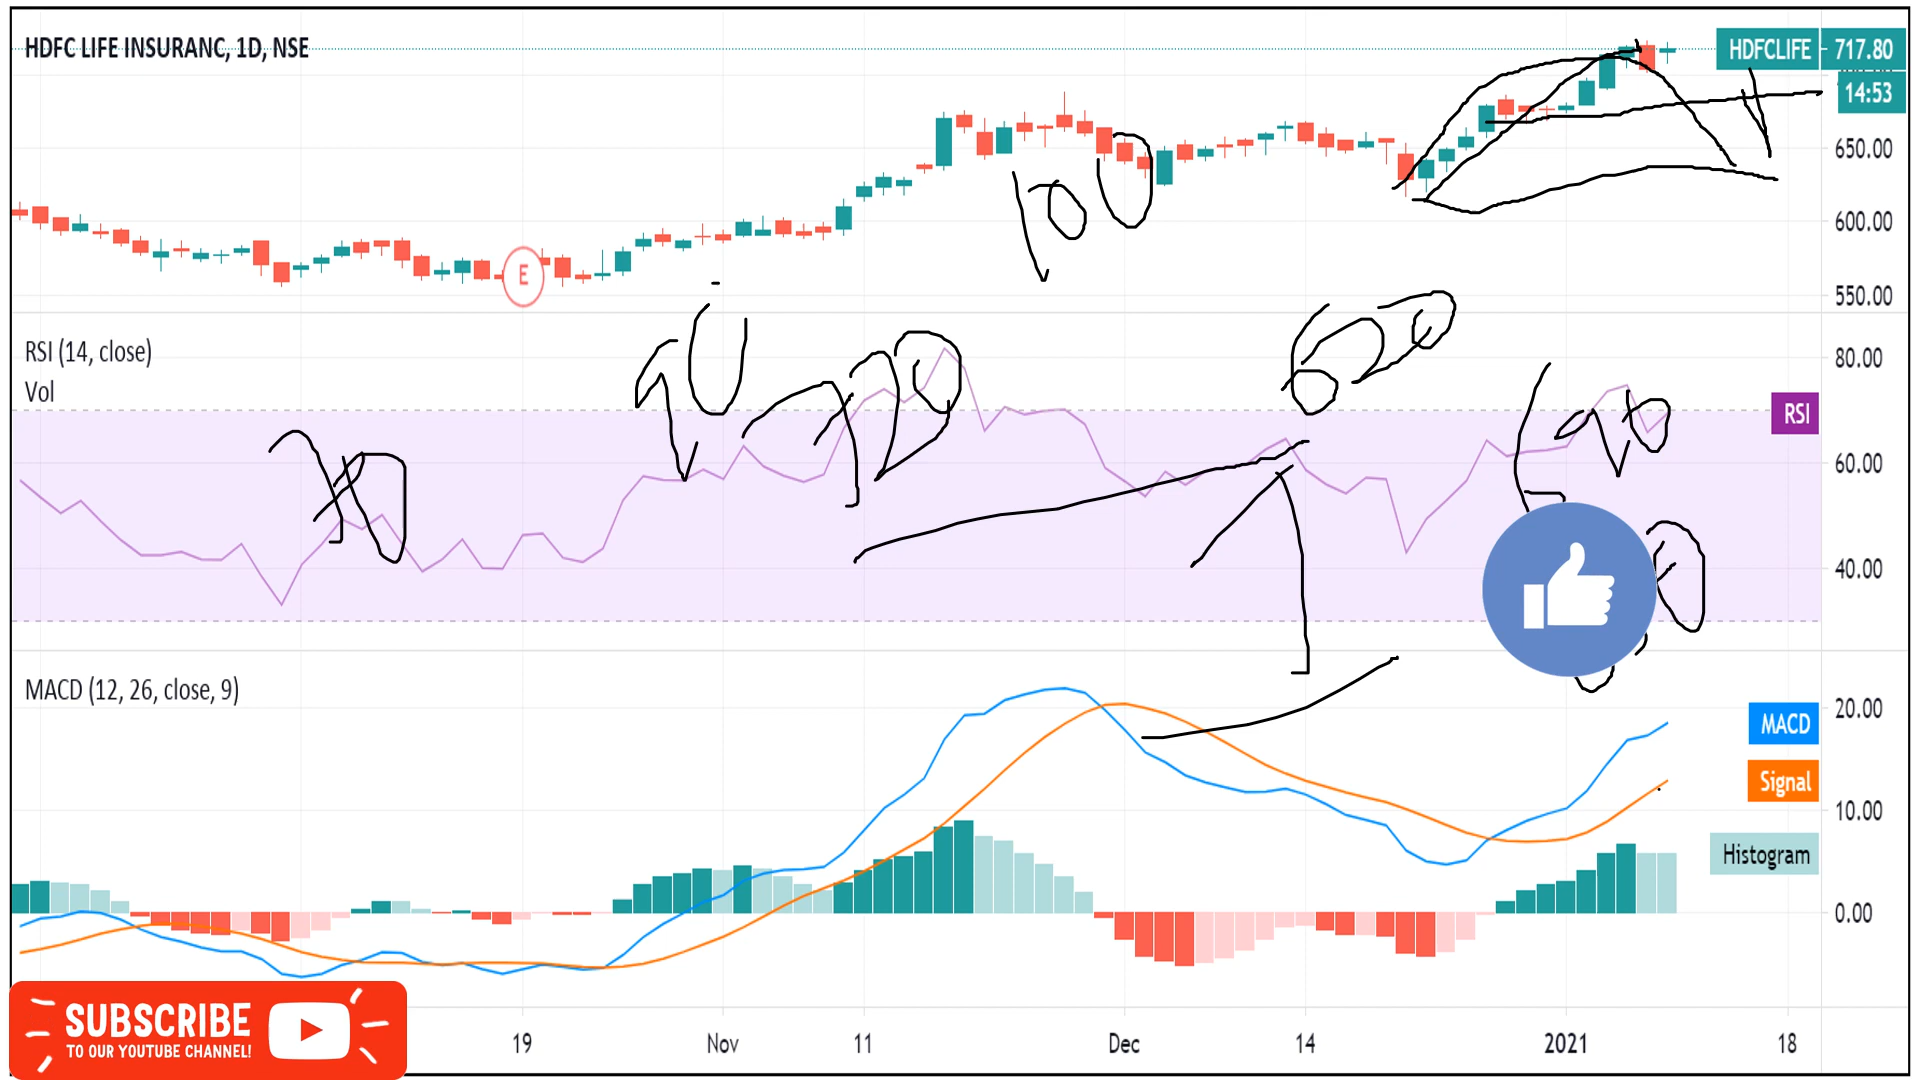 HDFC LIFE INSURANC, 1D, NSE
HDFCLIFE 717.80
14:53
650.00
600.00
E
550.00
RSI (14, close)
Vol
80.00
RSI
60.00
40.00
MACD (12, 26, close, 9)
20.00
MACD
Signal
10.00
Histogram
0.00
SUBSCRIBE
TO OUR YOUTUBE CHANNEL!
19 Nov 11 Dec 14 2021 18